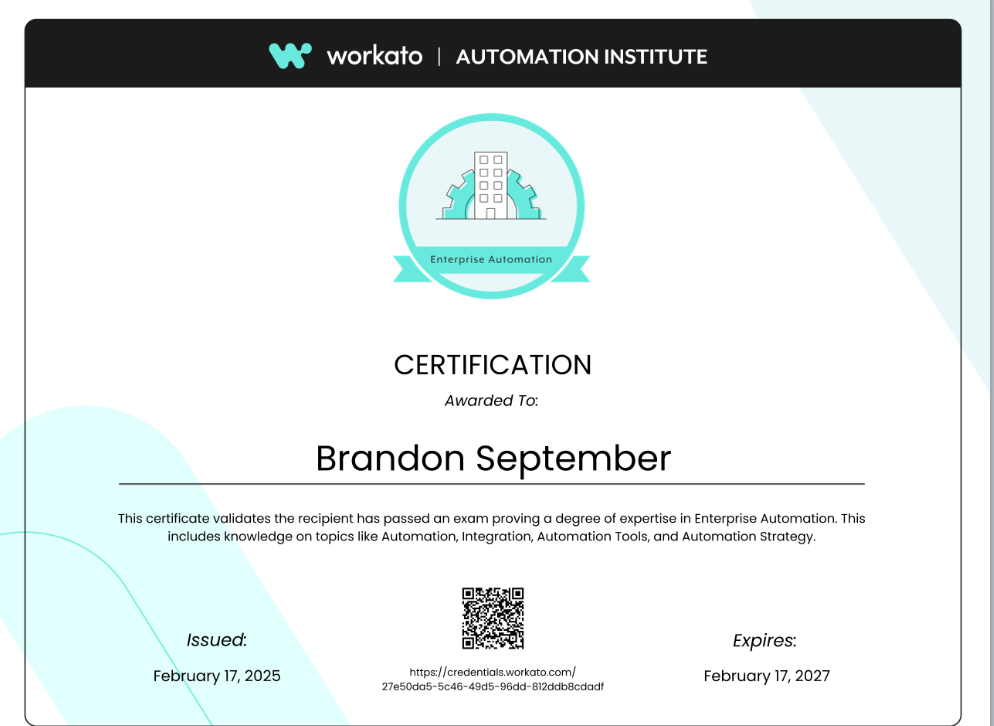 workato | AUTOMATION INSTITUTE
Enterprise Automation
CERTIFICATION
Awarded To:
Brandon September
This certificate validates the recipient has passed an exam proving a degree of expertise in Enterprise Automation. This
includes knowledge on topics like Automation, Integration, Automation Tools, and Automation Strategy.
Issued:
February 17, 2025
https://credentials.workato.com/
27e50da5-5c46-49d5-96dd-812ddb8cdadf
Expires:
February 17, 2027